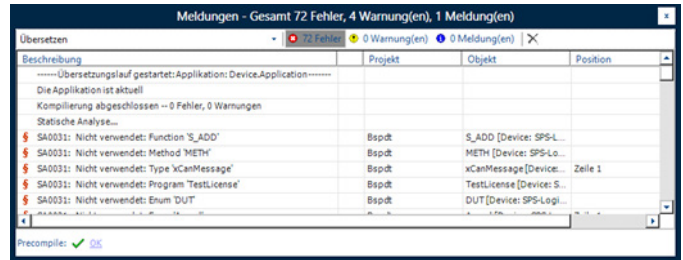 Meldungen - Gesamt 72 Fehler, 4 Warnung(en), 1 Meldung(en)
Übersetzen 72 Fehler 0 Warnung(en) 0 Meldung(en)
Beschreibung Projekt Objekt Position
------Übersetzungslauf gestartet: Applikation: Device.Application-------
Die Applikation ist aktuell
Kompilierung abgeschlossen -- 0 Fehler, 0 Warnungen
Statische Analyse...
SA0031: Nicht verwendet: Function 'S_ADD' Bspdt S_ADD [Device: SPS-L...
SA0031: Nicht verwendet: Method 'METH' Bspdt METH [Device: SPS-Lo...
SA0031: Nicht verwendet: Type 'xCanMessage' Bspdt xCanMessage [Device... Zeile 1
SA0031: Nicht verwendet: Program 'TestLicense' Bspdt TestLicense [Device: S...
SA0031: Nicht verwendet: Enum 'DUT' Bspdt DUT [Device: SPS-Logi...
Precompile: OK